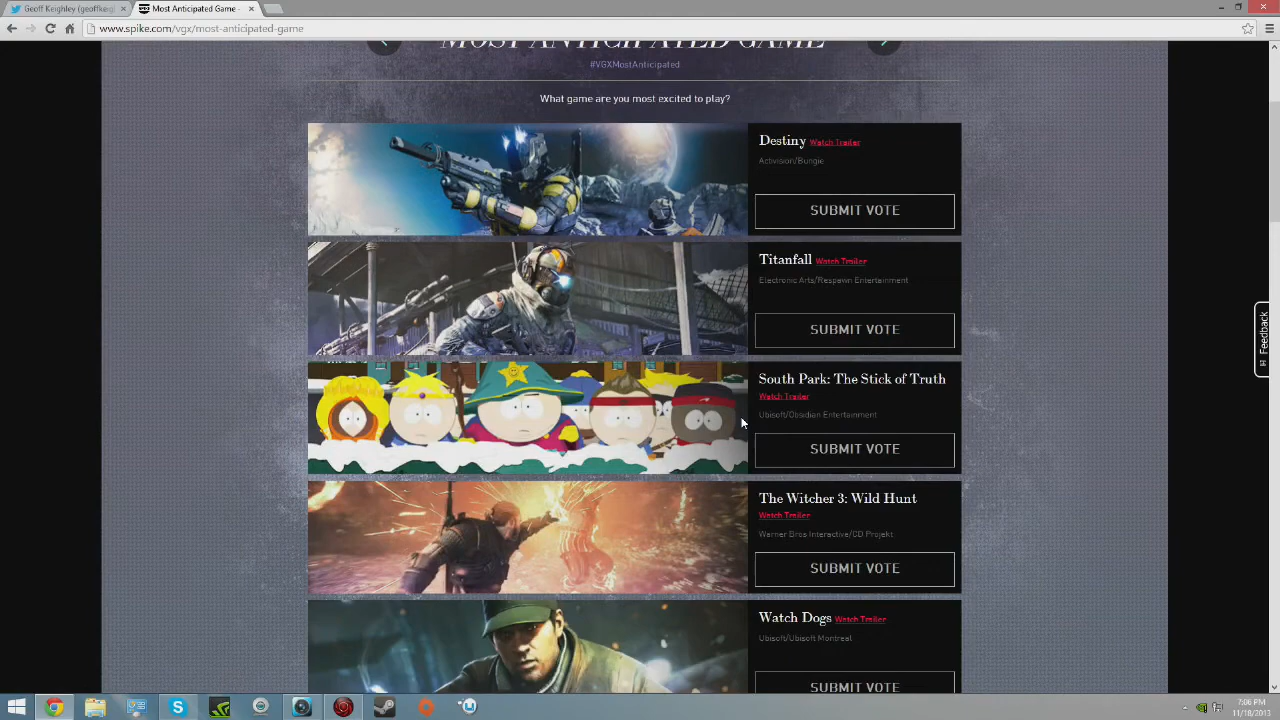 Geoff Keighley (geoffkeigh
Most Anticipated Game -
www.spike.com/vgx/most-anticipated-game
MOST ANTICIPATED GAME
#VGXMostAnticipated
What game are you most excited to play?
Destiny Watch Trailer
Activision/Bungie
SUBMIT VOTE
Titanfall Watch Trailer
Electronic Arts/Respawn Entertainment
SUBMIT VOTE
South Park: The Stick of Truth
Watch Trailer
Ubisoft/Obsidian Entertainment
SUBMIT VOTE
The Witcher 3: Wild Hunt
Watch Trailer
Warner Bros Interactive/CD Projekt
SUBMIT VOTE
Watch Dogs Watch Trailer
Ubisoft/Ubisoft Montreal
SUBMIT VOTE
Feedback
7:06 PM
11/18/2013